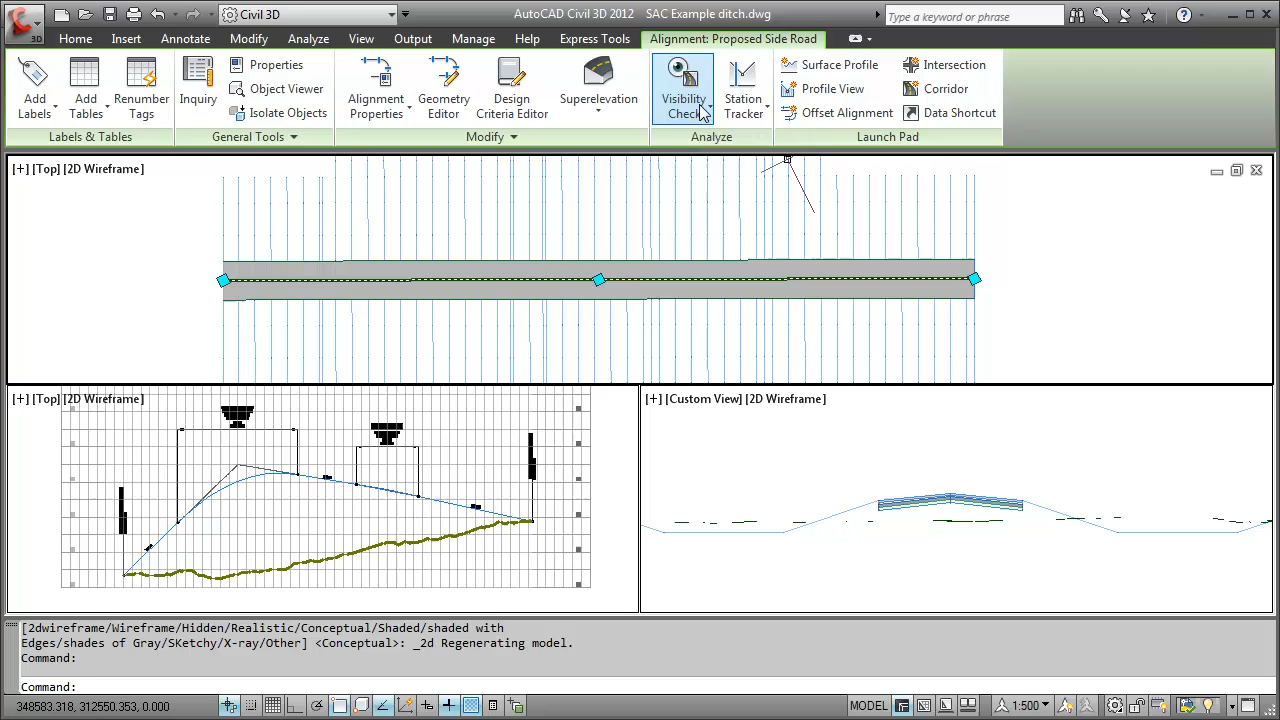 Civil 3D
AutoCAD Civil 3D 2012 SAC Example ditch.dwg
Type a keyword or phrase
3D
Home Insert Annotate Modify Analyze View Output Manage Help Express Tools Alignment: Proposed Side Road
Add Labels
Add Tables
Renumber Tags
Labels & Tables
Inquiry
Properties
Object Viewer
Isolate Objects
General Tools
Alignment Properties
Geometry Editor
Design Criteria Editor
Superelevation
Modify
Visibility Check
Station Tracker
Analyze
Surface Profile
Profile View
Offset Alignment
Intersection
Corridor
Data Shortcut
Launch Pad
[+] [Top] [2D Wireframe]
[+] [Top] [2D Wireframe]
[+] [Custom View] [2D Wireframe]
[2dwireframe/Wireframe/Hidden/Realistic/Conceptual/Shaded/shaded with
Edges/shades of Gray/SKetchy/X-ray/Other] <Conceptual>: _2d Regenerating model.
Command:
Command:
348583.318, 312550.353, 0.000
MODEL
1:500